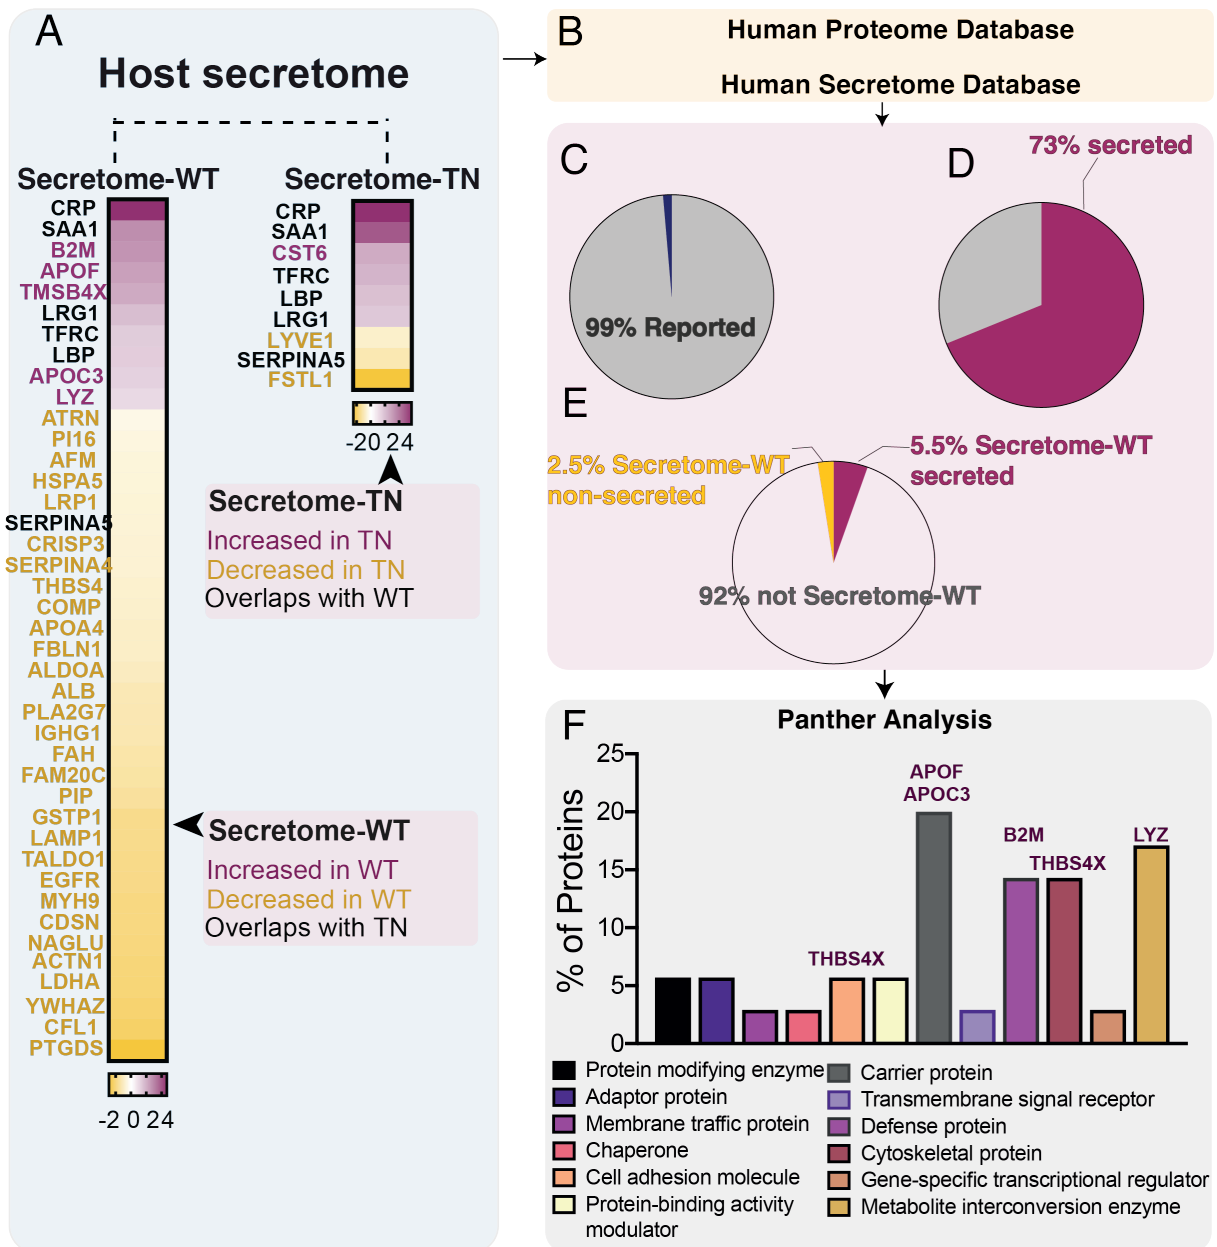 A
Host secretome
Secretome-WT
CRP
SAA1
B2M
APOF
TMSB4X
LRG1
TFRC
LBP
APOC3
LYZ
ATRN
PI16
AFM
HSPA5
LRP1
SERPINA5
CRISP3
SERPINA4
THBS4
COMP
APOA4
FBLN1
ALDOA
ALB
PLA2G7
IGHG1
FAH
FAM20C
PIP
GSTP1
LAMP1
TALDO1
EGFR
MYH9
CDSN
NAGLU
ACTN1
LDHA
YWHAZ
CFL1
PTGDS
-2 0 2 4
Secretome-TN
CRP
SAA1
CST6
TFRC
LBP
LRG1
LYVE1
SERPINA5
FSTL1
-20 24
Secretome-TN
Increased in TN
Decreased in TN
Overlaps with WT
Secretome-WT
Increased in WT
Decreased in WT
Overlaps with TN
B
Human Proteome Database
Human Secretome Database
C
99% Reported
D
73% secreted
E
2.5% Secretome-WT
non-secreted
5.5% Secretome-WT
secreted
92% not Secretome-WT
F
Panther Analysis
% of Proteins
25
20
15
10
5
0
THBS4X
APOF
APOC3
B2M
THBS4X
LYZ
Protein modifying enzyme
Adaptor protein
Membrane traffic protein
Chaperone
Cell adhesion molecule
Protein-binding activity
modulator
Carrier protein
Transmembrane signal receptor
Defense protein
Cytoskeletal protein
Gene-specific transcriptional regulator
Metabolite interconversion enzyme